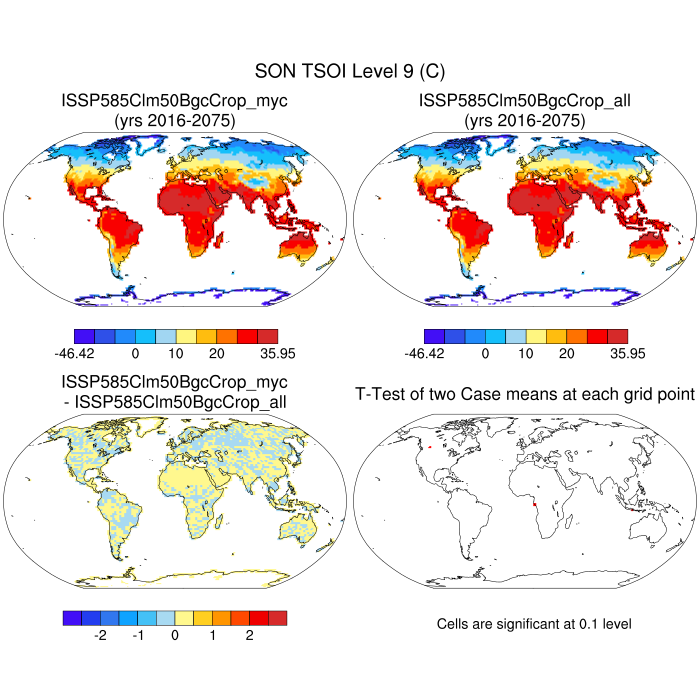 SON TSOI Level 9 (C)
ISSP585Clm50BgcCrop_myc
(yrs 2016-2075)
ISSP585Clm50BgcCrop_all
(yrs 2016-2075)
-46.42 0 10 20 35.95
-46.42 0 10 20 35.95
ISSP585Clm50BgcCrop_myc
- ISSP585Clm50BgcCrop_all
T-Test of two Case means at each grid point
-2 -1 0 1 2
Cells are significant at 0.1 level